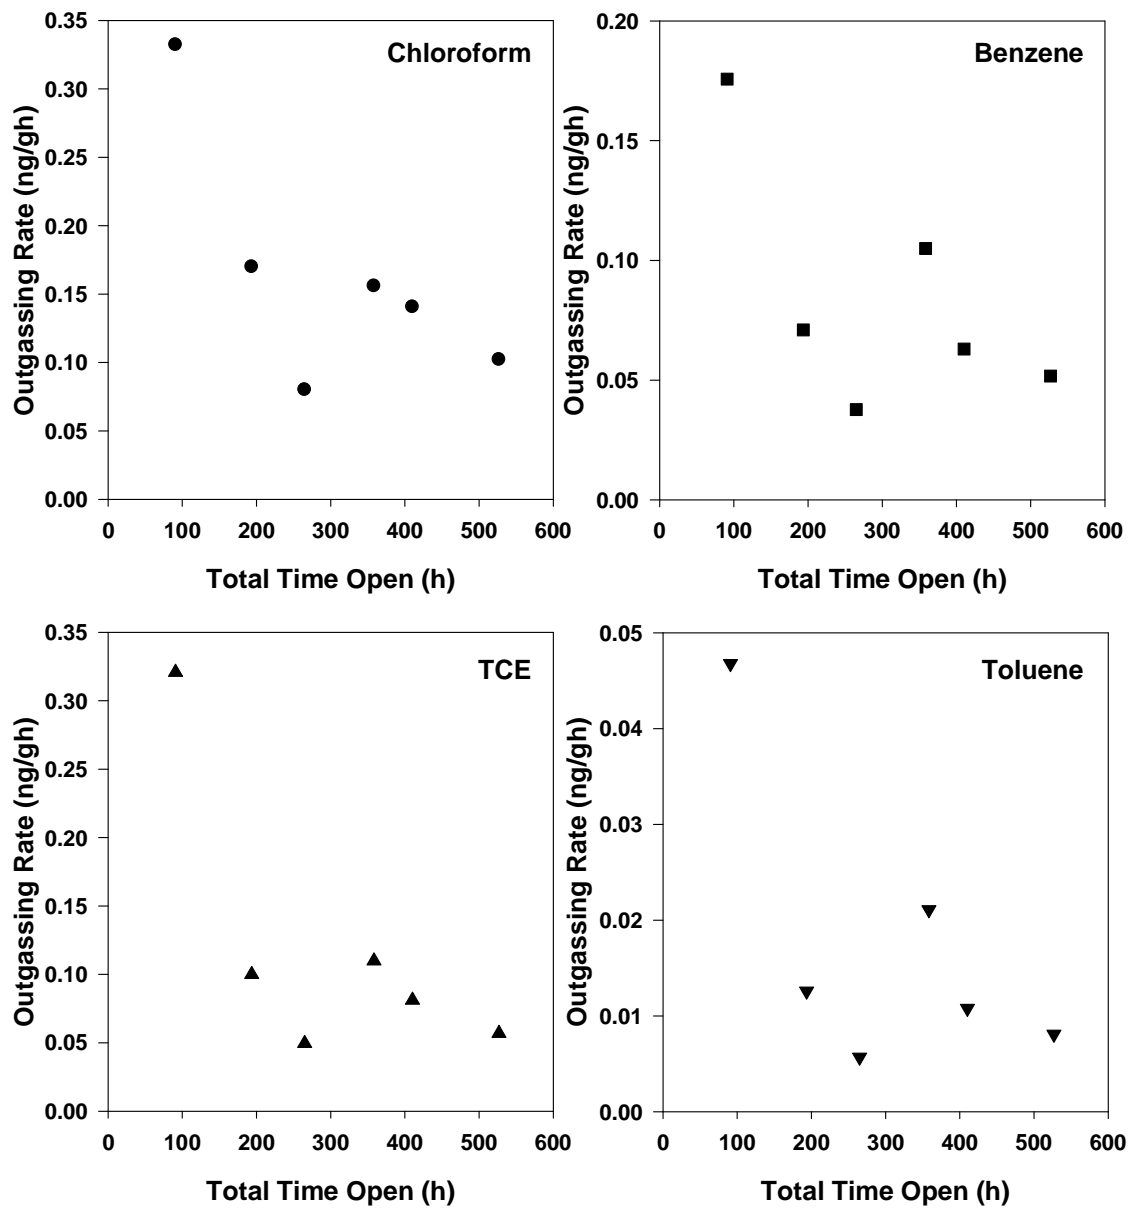 Chloroform
Outgassing Rate (ng/gh)
0.35
0.30
0.25
0.20
0.15
0.10
0.05
0.00
0 100 200 300 400 500 600
Total Time Open (h)
Benzene
Outgassing Rate (ng/gh)
0.20
0.15
0.10
0.05
0.00
0 100 200 300 400 500 600
Total Time Open (h)
TCE
Outgassing Rate (ng/gh)
0.35
0.30
0.25
0.20
0.15
0.10
0.05
0.00
0 100 200 300 400 500 600
Total Time Open (h)
Toluene
Outgassing Rate (ng/gh)
0.05
0.04
0.03
0.02
0.01
0.00
0 100 200 300 400 500 600
Total Time Open (h)